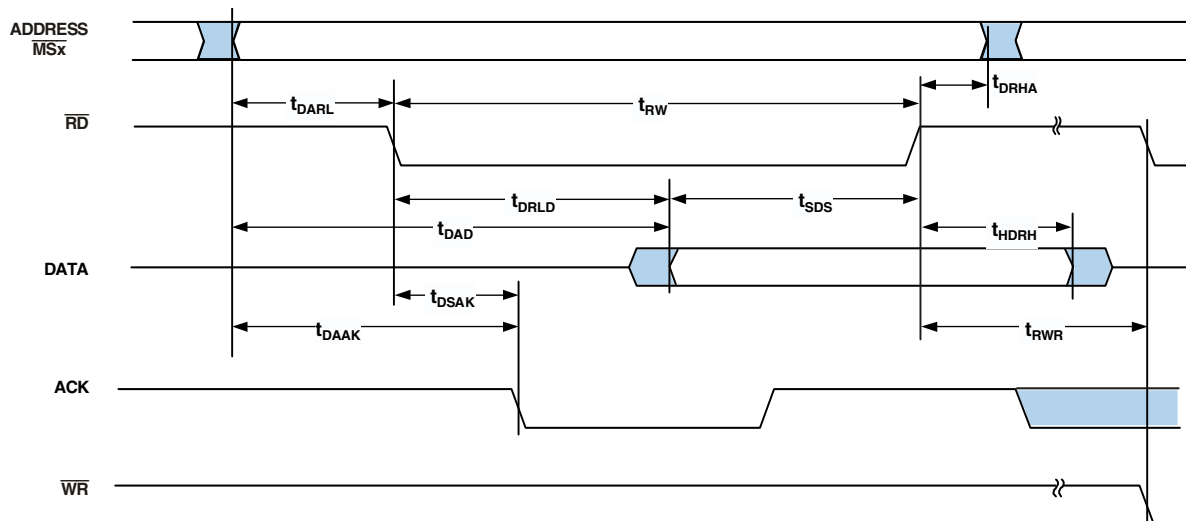 ADDRESS
MSx
tDRHA
tDARL
tRW
RD
tDRLD
tSDS
tDAD
tHDRH
DATA
tDSAK
tDAAK
tRWR
ACK
WR